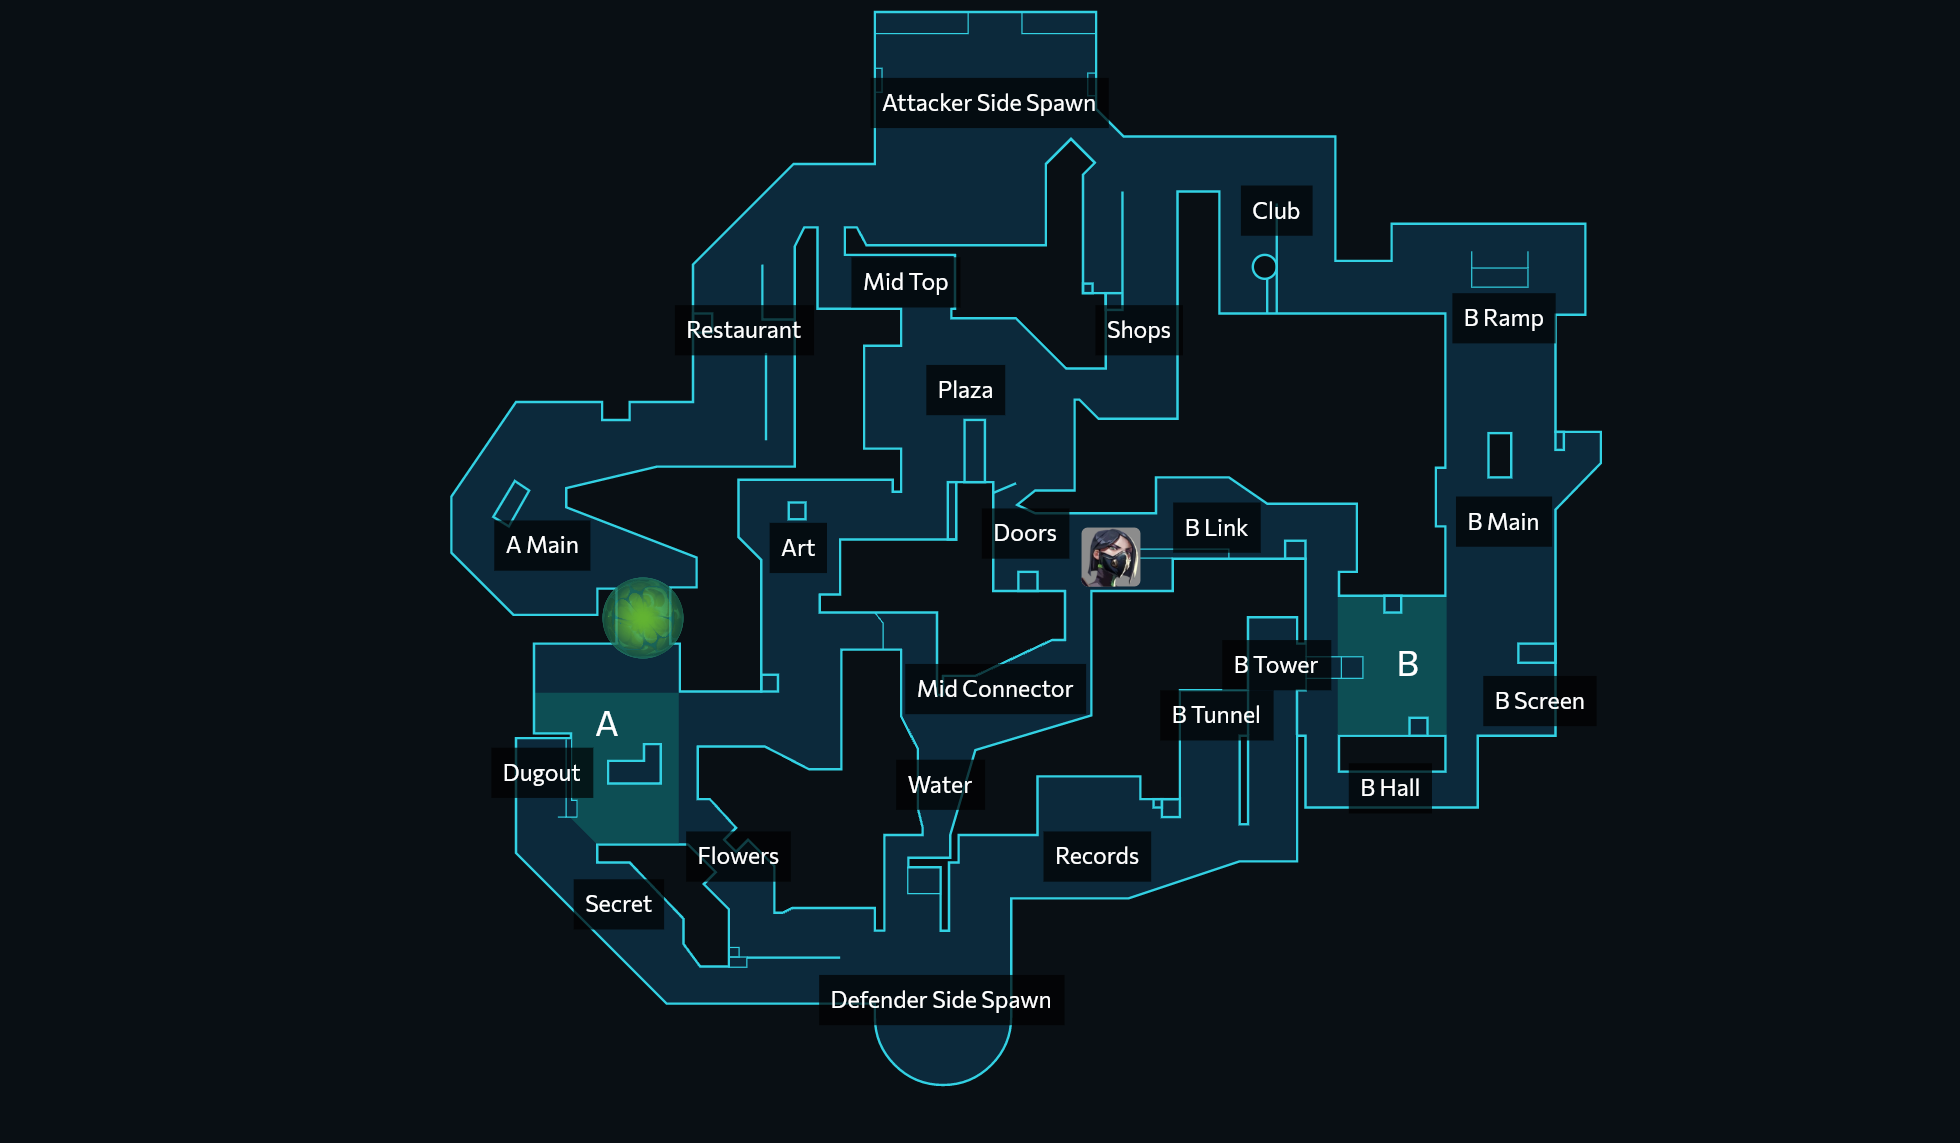 Attacker Side Spawn
Club
Mid Top
B Ramp
Restaurant
Shops
Plaza
B Main
B Link
Doors
A Main
Art
B Tower
B
Mid Connector
B Screen
B Tunnel
A
Dugout
Water
B Hall
Flowers
Records
Secret
Defender Side Spawn